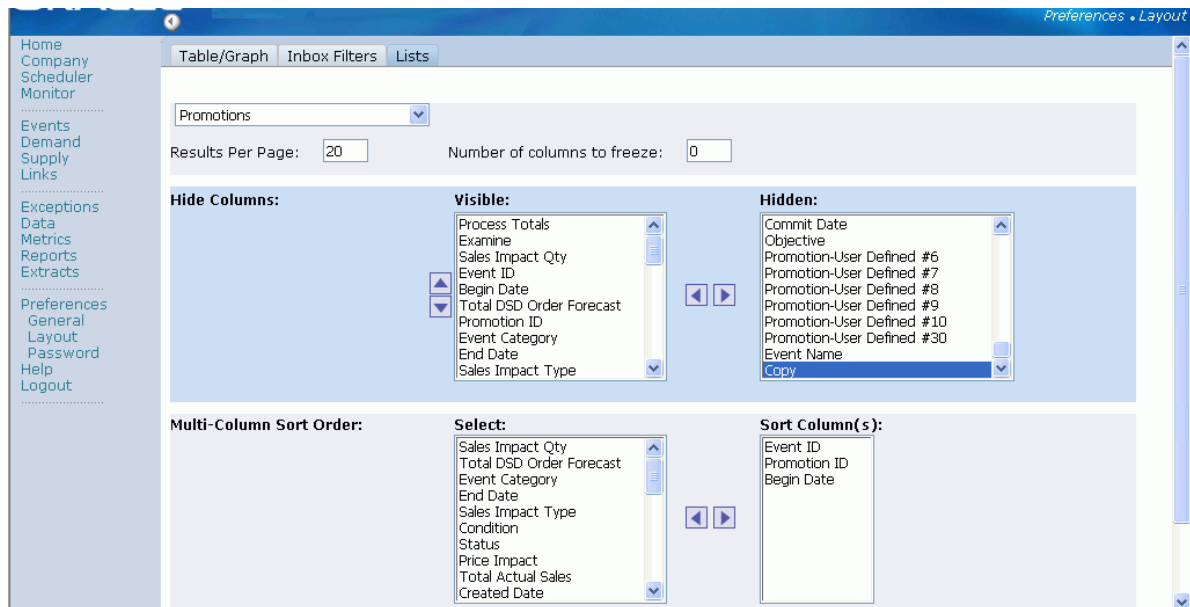 Preferences • Layout
Home
Company
Scheduler
Monitor
Events
Demand
Supply
Links
Exceptions
Data
Metrics
Reports
Extracts
Preferences
General
Layout
Password
Help
Logout
Table/Graph Inbox Filters Lists
Promotions
Results Per Page: 20 Number of columns to freeze: 0
Hide Columns:
Visible:
Process Totals
Examine
Sales Impact Qty
Event ID
Begin Date
Total DSD Order Forecast
Promotion ID
Event Category
End Date
Sales Impact Type
Hidden:
Commit Date
Objective
Promotion-User Defined #6
Promotion-User Defined #7
Promotion-User Defined #8
Promotion-User Defined #9
Promotion-User Defined #10
Promotion-User Defined #30
Event Name
Copy
Multi-Column Sort Order:
Select:
Sales Impact Qty
Total DSD Order Forecast
Event Category
End Date
Sales Impact Type
Condition
Status
Price Impact
Total Actual Sales
Created Date
Sort Column(s):
Event ID
Promotion ID
Begin Date